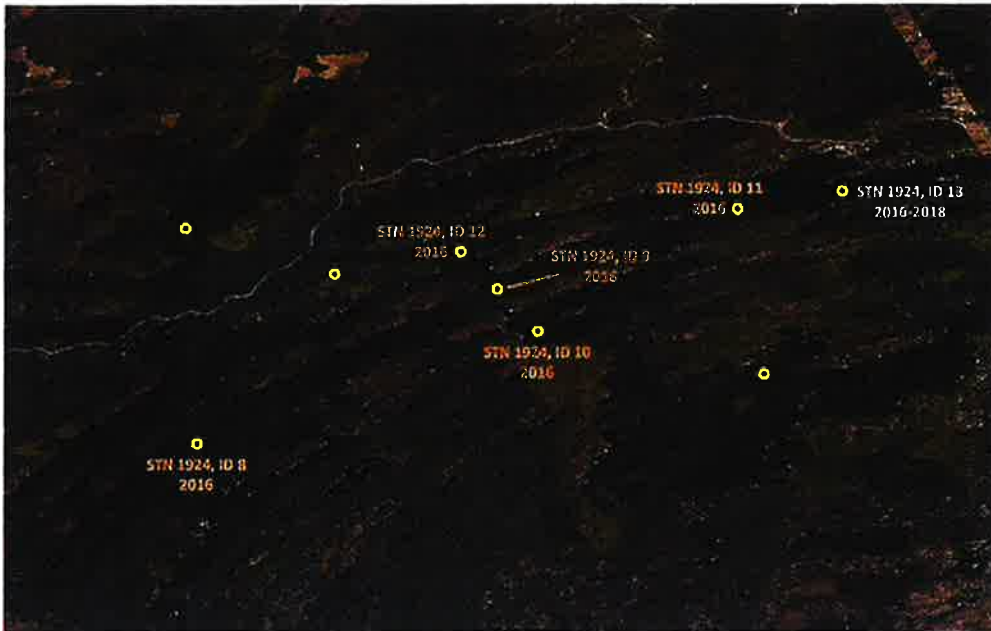 STN 1924, ID 11
2016
STN 1924, ID 13
2016-2018
STN 1924, ID 12
2016
STN 1924, ID 9
2016
STN 1924, ID 10
2016
STN 1924, ID 8
2016